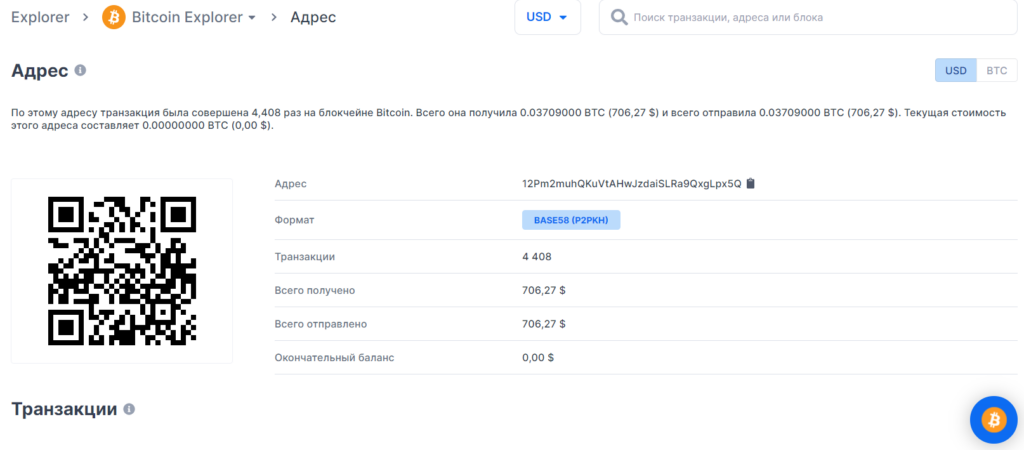 Explorer > Bitcoin Explorer > Адрес USD Поиск транзакции, адреса или блока
Адрес USD BTC
По этому адресу транзакция была совершена 4,408 раз на блокчейне Bitcoin. Всего она получила 0.03709000 BTC (706,27 $) и всего отправила 0.03709000 BTC (706,27 $). Текущая стоимость
этого адреса составляет 0.00000000 BTC (0,00 $).
Адрес 12Pm2muhQKuVtAHwJzdaiSLRa9QxgLpx5Q
Формат BASE58 (P2PKH)
Транзакции 4 408
Всего получено 706,27 $
Всего отправлено 706,27 $
Окончательный баланс 0,00 $
Транзакции